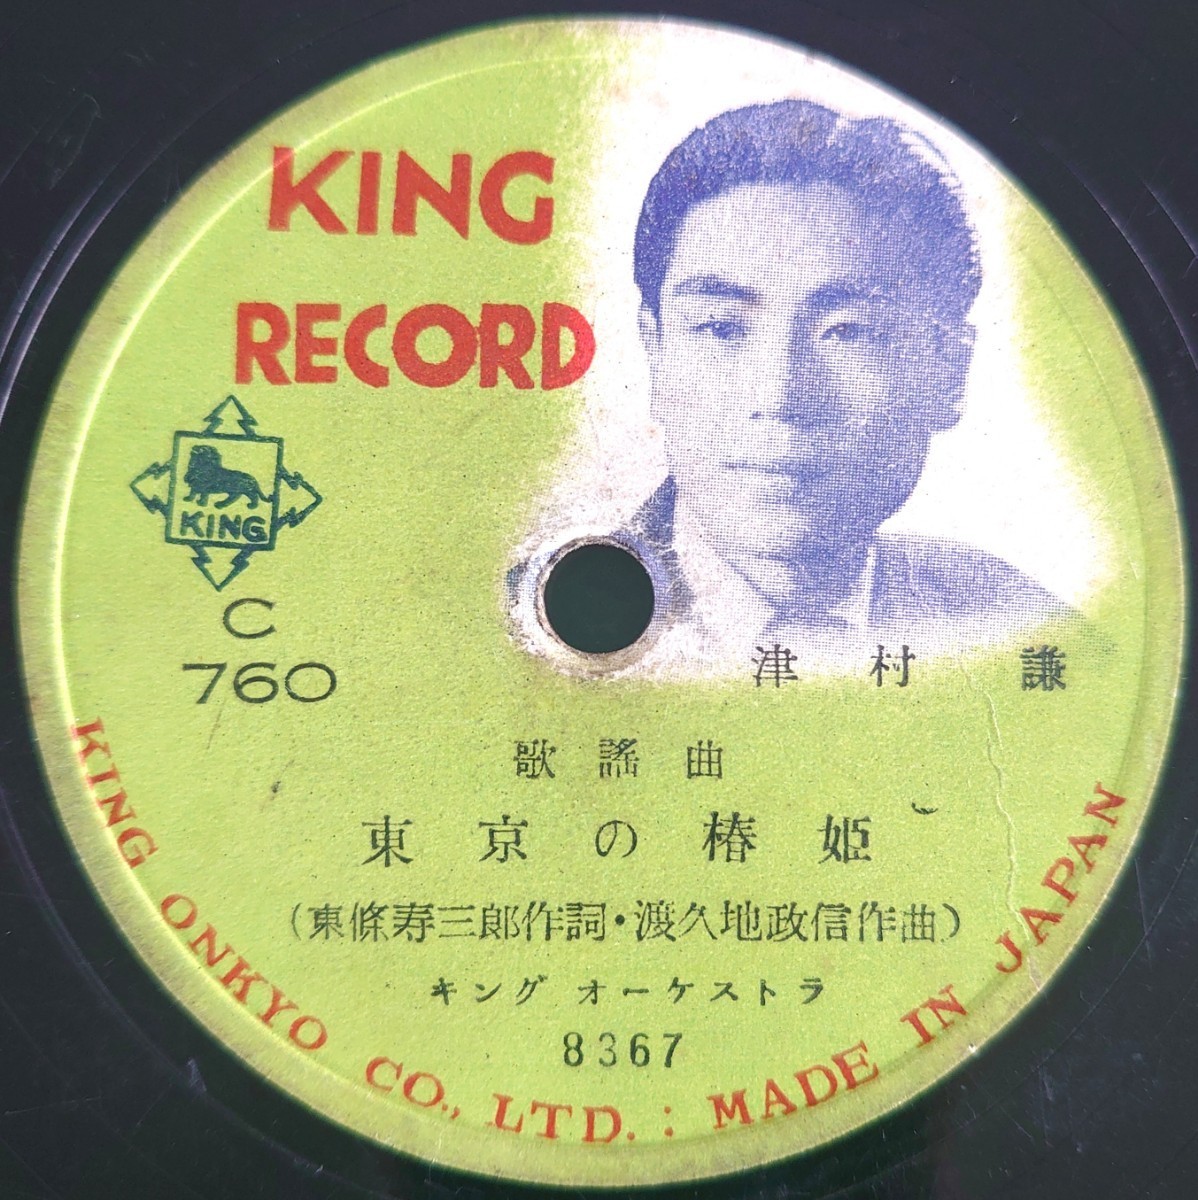 KING
RECORD
KING
C
760
津村 謙
歌謡曲
東京の椿姫
(東條寿三郎作詞・渡久地政信作曲)
キング オーケストラ
8367
KING ONKYO CO., LTD. : MADE IN JAPAN